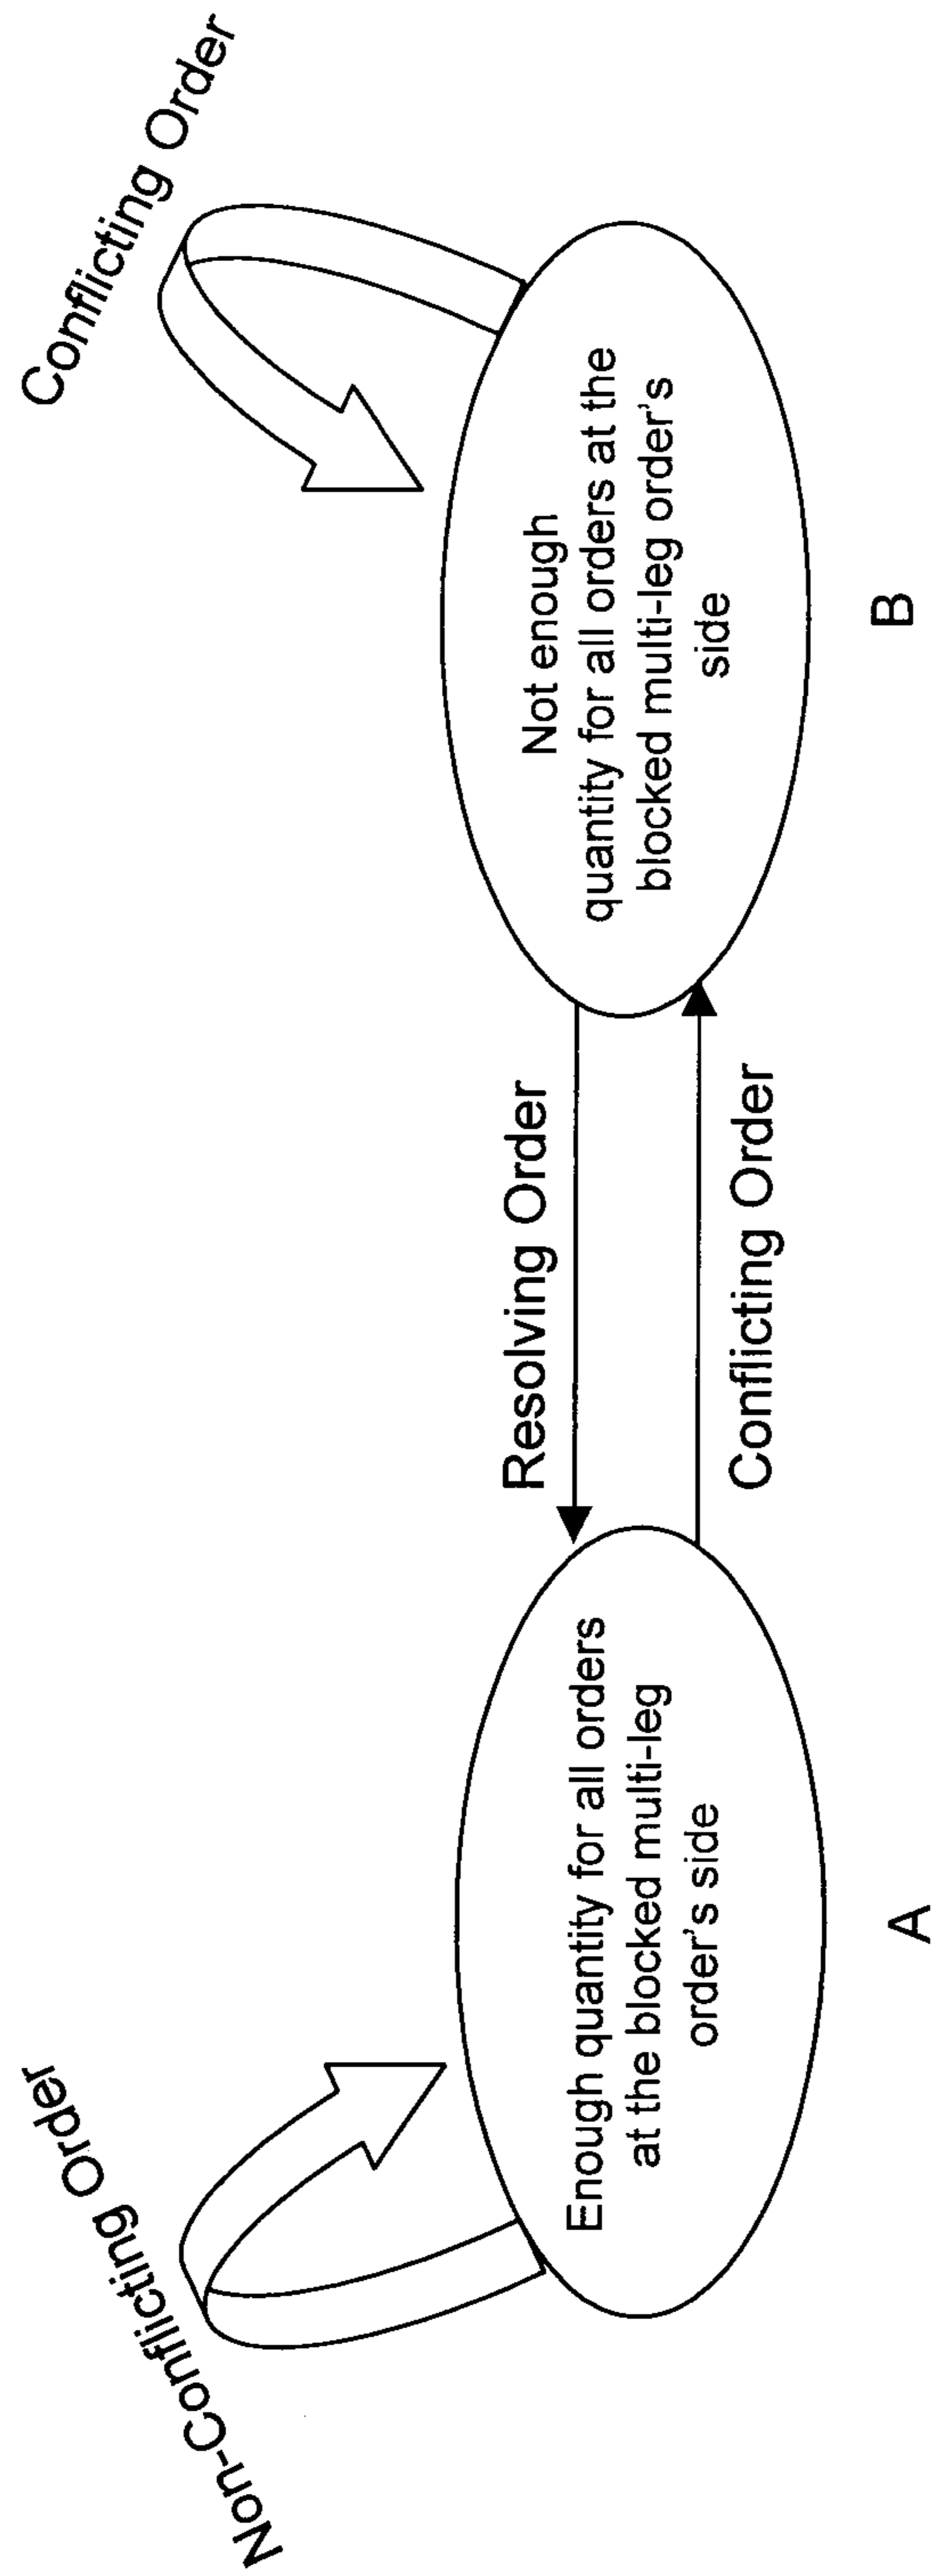 Non-Conflicting Order
Conflicting Order
Enough quantity for all orders
at the blocked multi-leg
order's side
Resolving Order
Conflicting Order
Not enough
quantity for all orders at the
blocked multi-leg order's
side
A
B